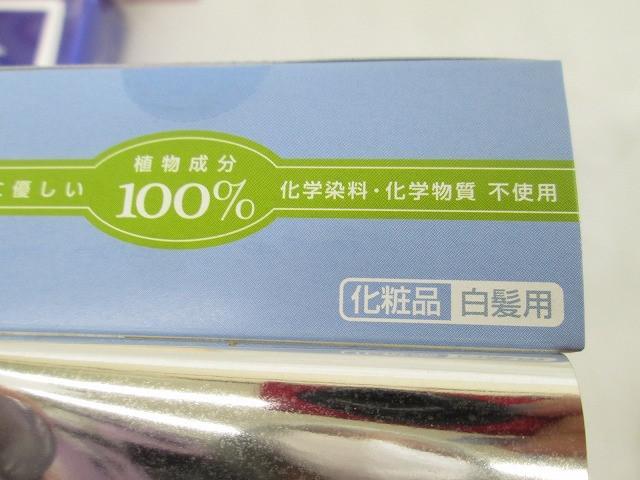 優しい
植物成分
100%
化学染料・化学物質 不使用
化粧品 白髪用